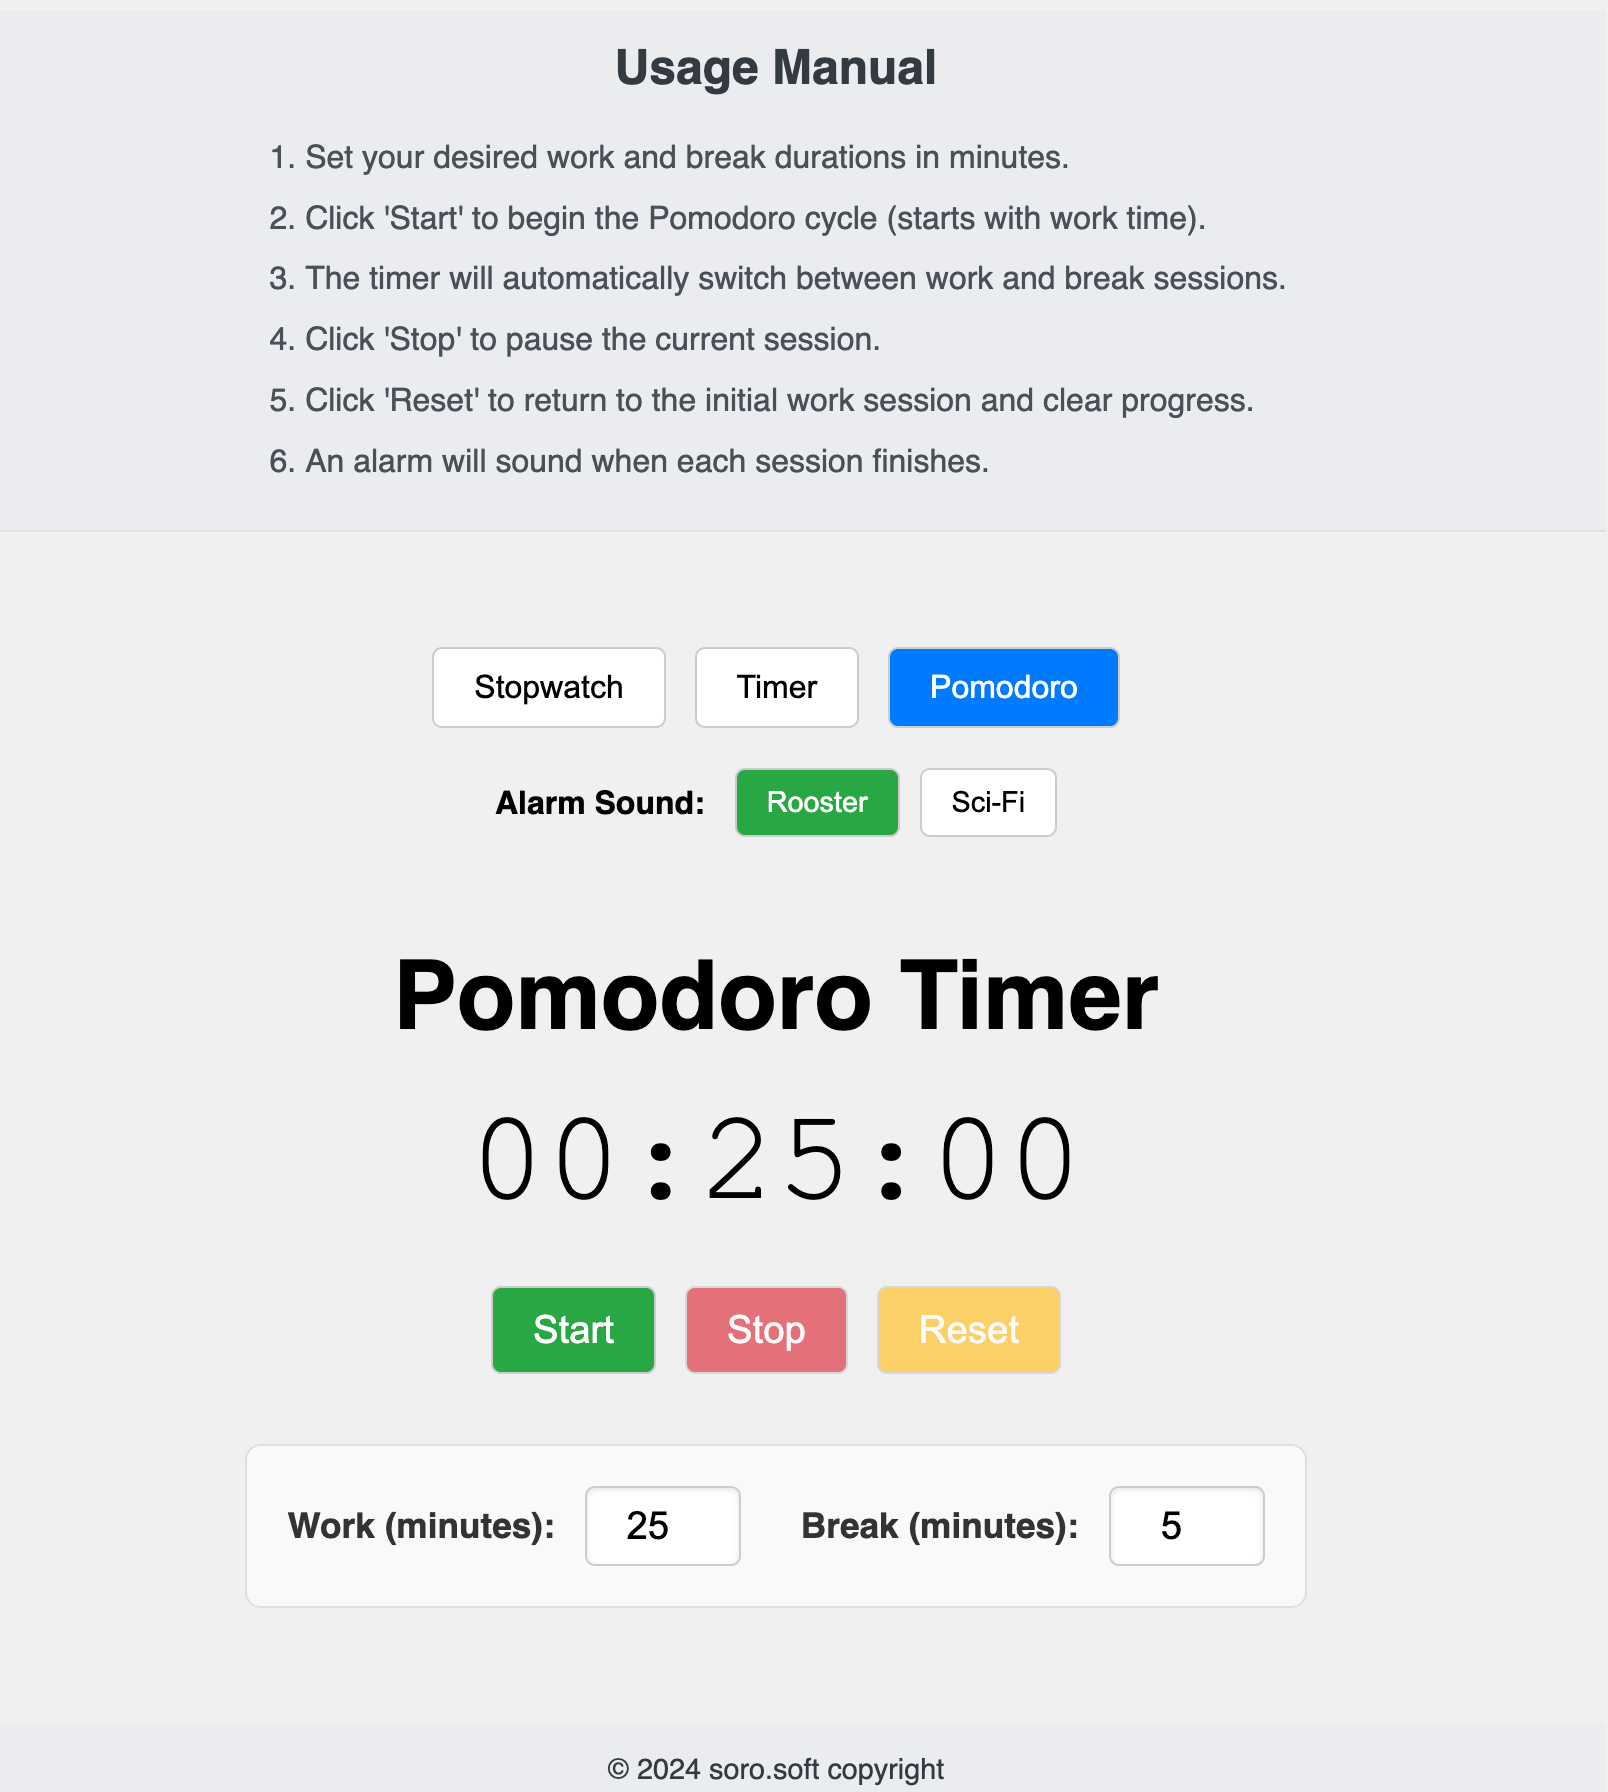 Usage Manual
1. Set your desired work and break durations in minutes.
2. Click 'Start' to begin the Pomodoro cycle (starts with work time).
3. The timer will automatically switch between work and break sessions.
4. Click 'Stop' to pause the current session.
5. Click 'Reset' to return to the initial work session and clear progress.
6. An alarm will sound when each session finishes.
Stopwatch Timer Pomodoro
Alarm Sound: Rooster Sci-Fi
Pomodoro Timer
00:25:00
Start Stop Reset
Work (minutes): 25 Break (minutes): 5
© 2024 soro.soft copyright